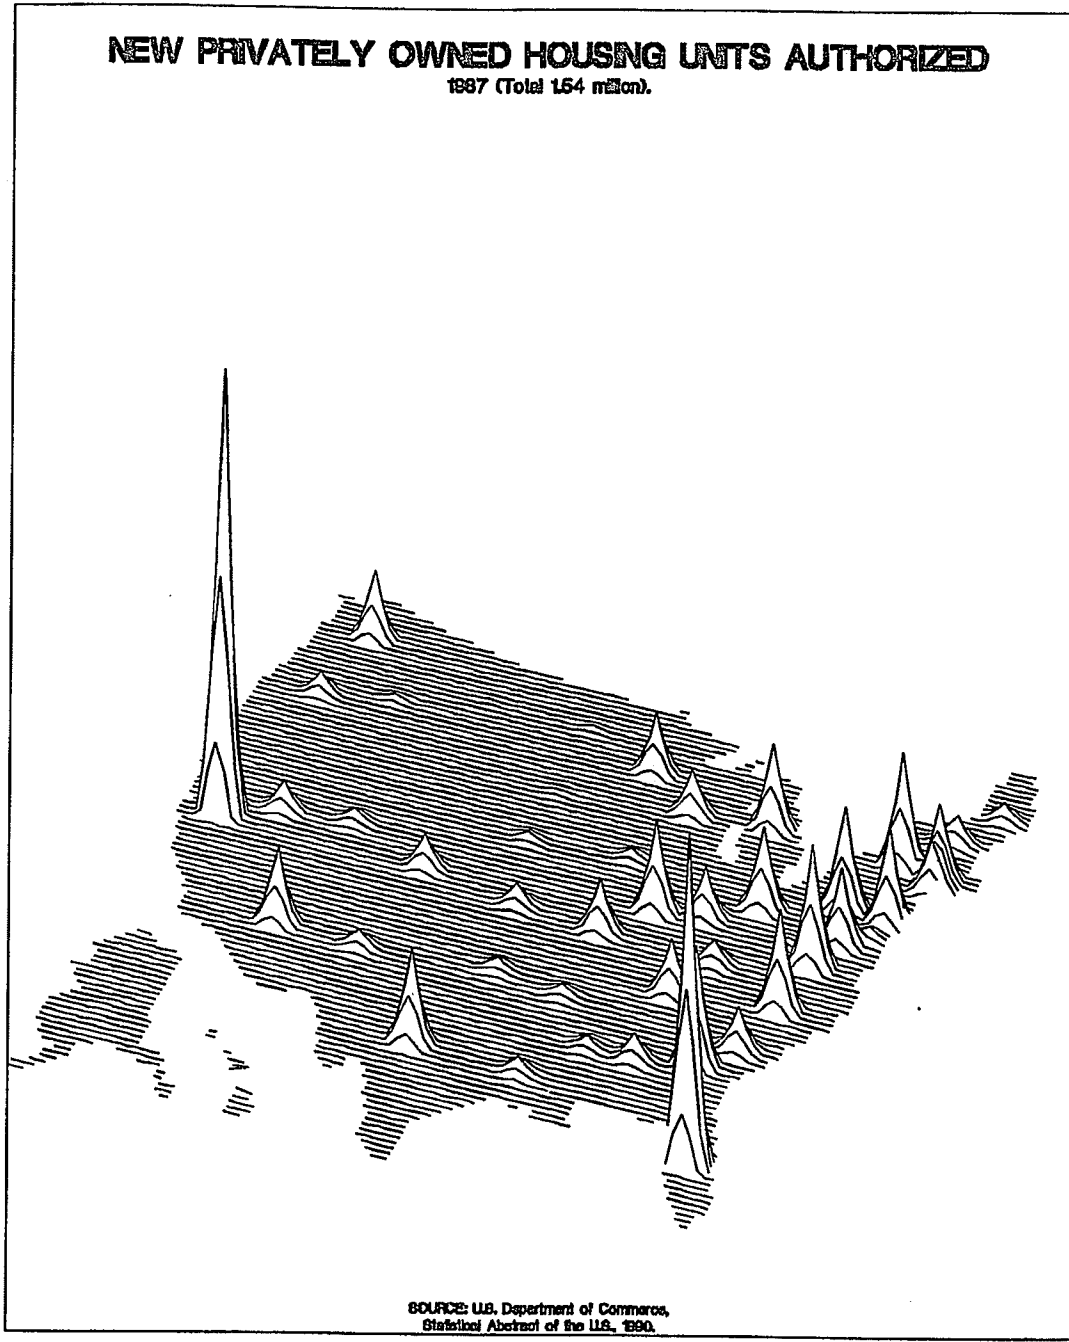 NEW PRIVATELY OWNED HOUSING UNITS AUTHORIZED
1987 (Total 1.54 million).
SOURCE: U.S. Department of Commerce,
Statistical Abstract of the U.S., 1990.